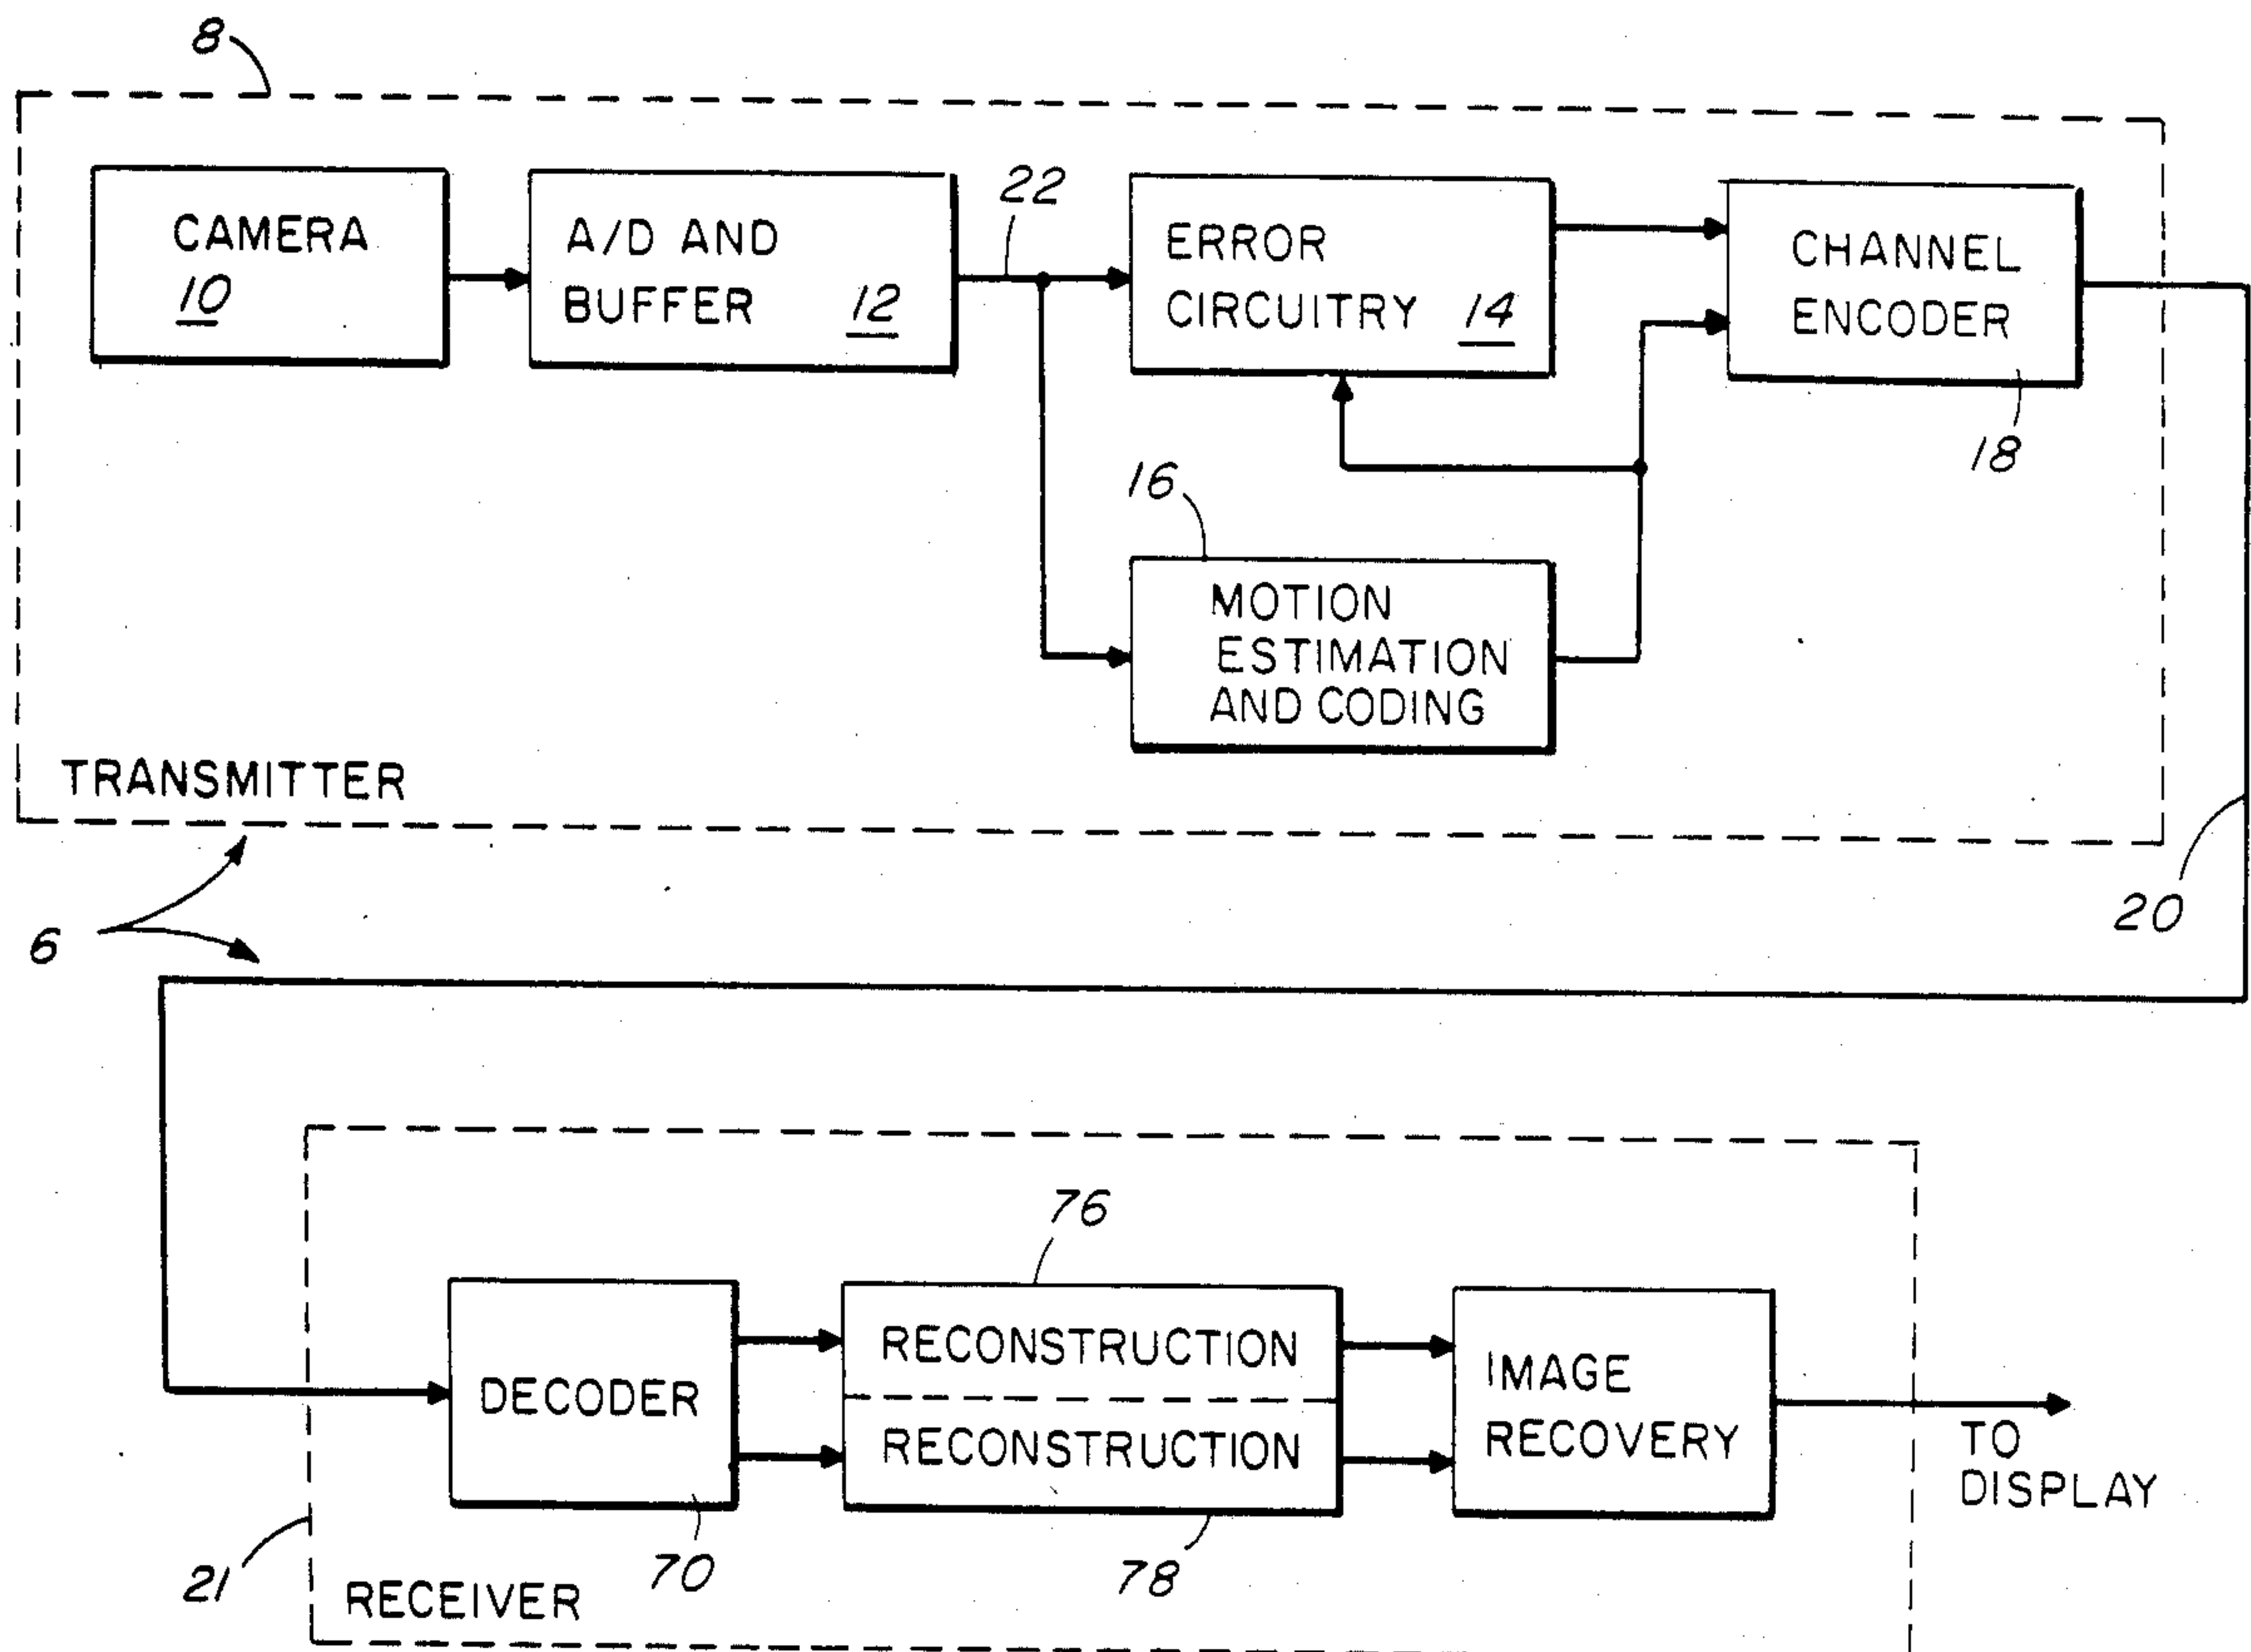 8
CAMERA
10
A/D AND
BUFFER 12
22
ERROR
CIRCUITRY 14
CHANNEL
ENCODER
18
16
MOTION
ESTIMATION
AND CODING
TRANSMITTER
6
20
76
DECODER
RECONSTRUCTION
RECONSTRUCTION
IMAGE
RECOVERY
TO
DISPLAY
70
78
21
RECEIVER